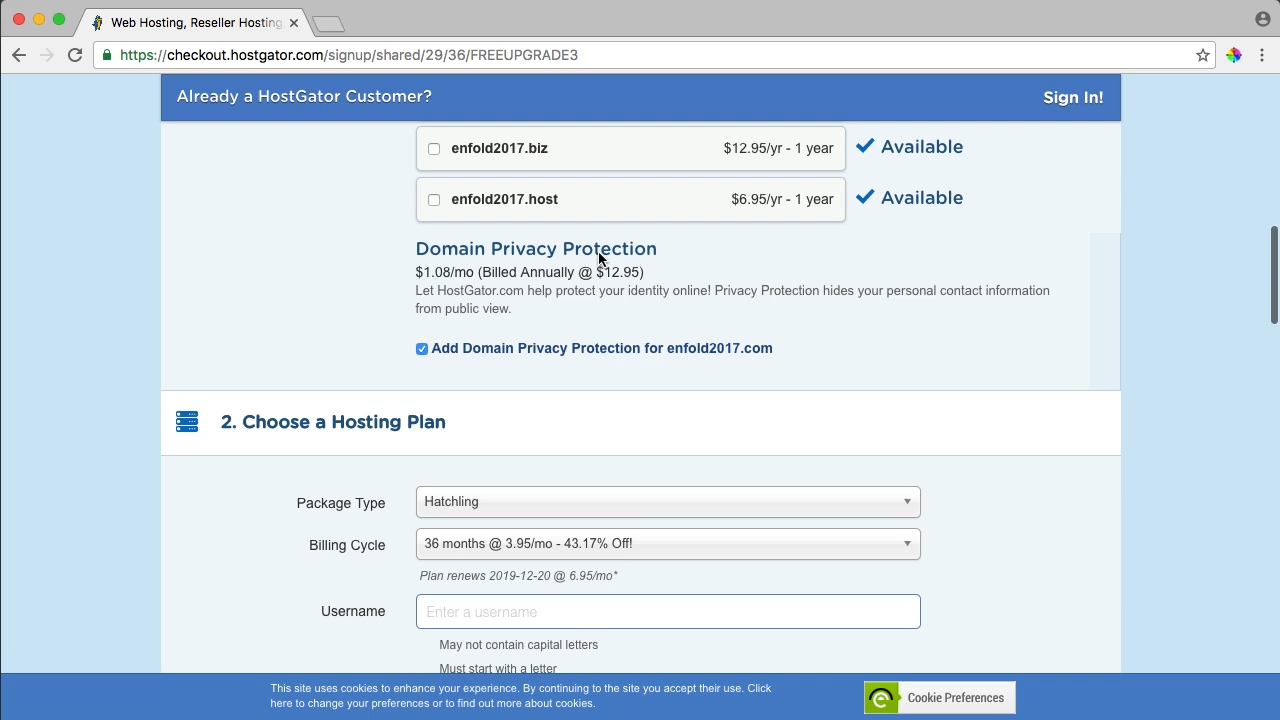 Web Hosting, Reseller Hosting
https://checkout.hostgator.com/signup/shared/29/36/FREEUPGRADE3
Already a HostGator Customer? Sign In!
enfold2017.biz $12.95/yr - 1 year Available
enfold2017.host $6.95/yr - 1 year Available
Domain Privacy Protection
$1.08/mo (Billed Annually @ $12.95)
Let HostGator.com help protect your identity online! Privacy Protection hides your personal contact information
from public view.
Add Domain Privacy Protection for enfold2017.com
2. Choose a Hosting Plan
Package Type Hatchling
Billing Cycle 36 months @ 3.95/mo - 43.17% Off!
Plan renews 2019-12-20 @ 6.95/mo*
Username Enter a username
May not contain capital letters
Must start with a letter
This site uses cookies to enhance your experience. By continuing to the site you accept their use. Click
here to change your preferences or to find out more about cookies.
Cookie Preferences